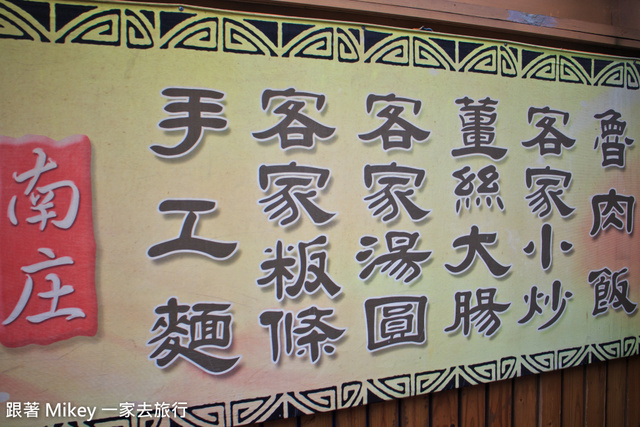 魯肉飯
客家小炒
薑絲大腸
客家湯圓
客家粄條
手工麵
南庄
跟著 Mikey 一家去旅行